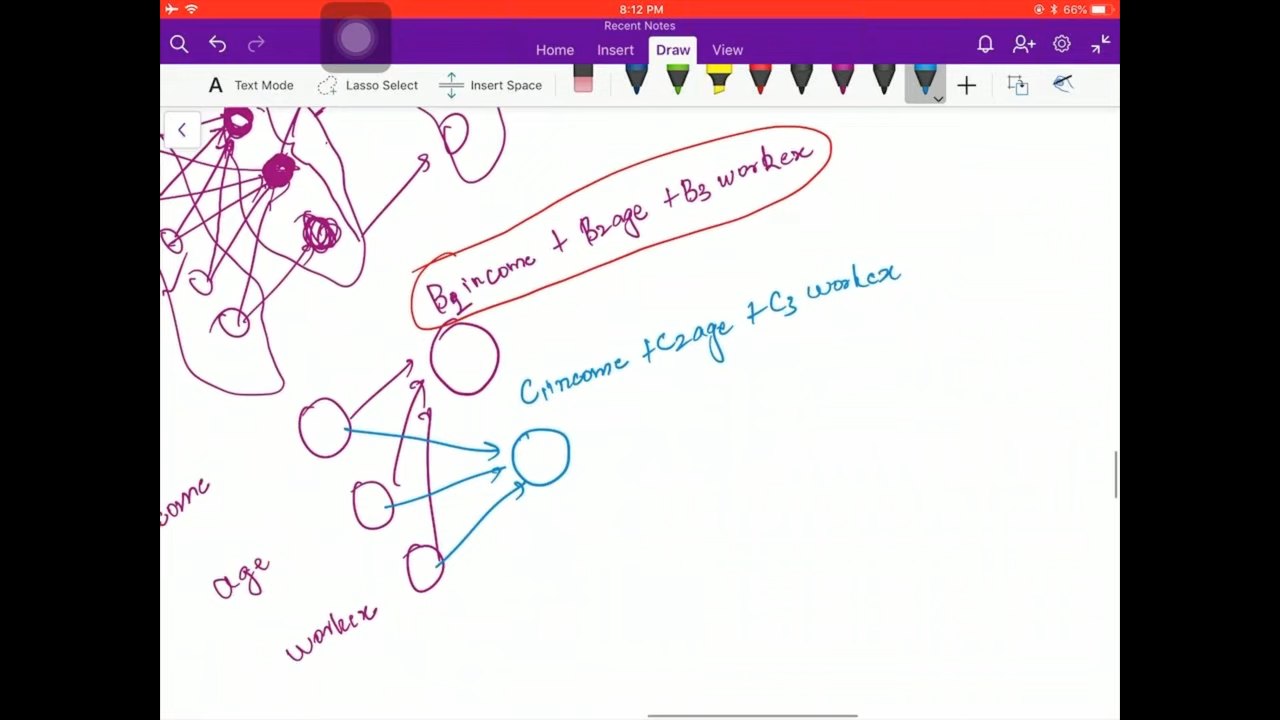 8:12 PM
66%
Recent Notes
Home Insert Draw View
A Text Mode Lasso Select Insert Space
B1income + B2age + B3 workex
C1income + C2age + C3 workex
come
age
workex